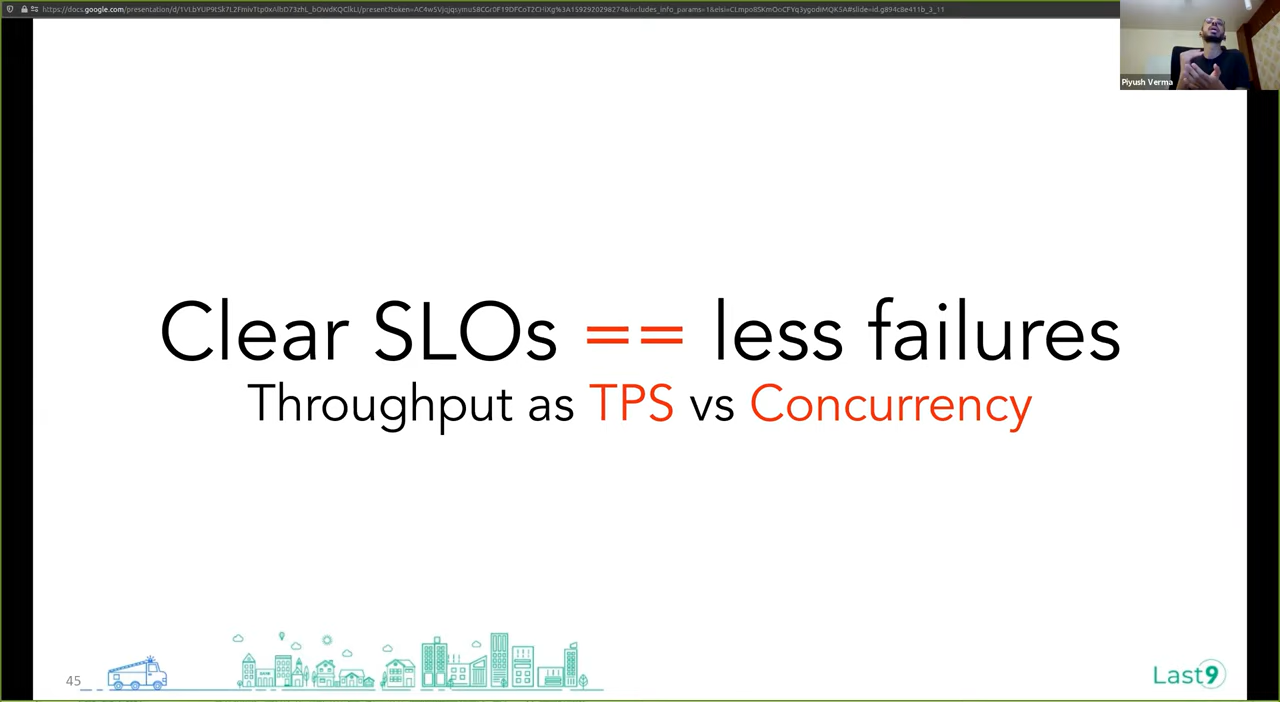 Piyush Verma
Clear SLOs == less failures
Throughput as TPS vs Concurrency
45
Last9